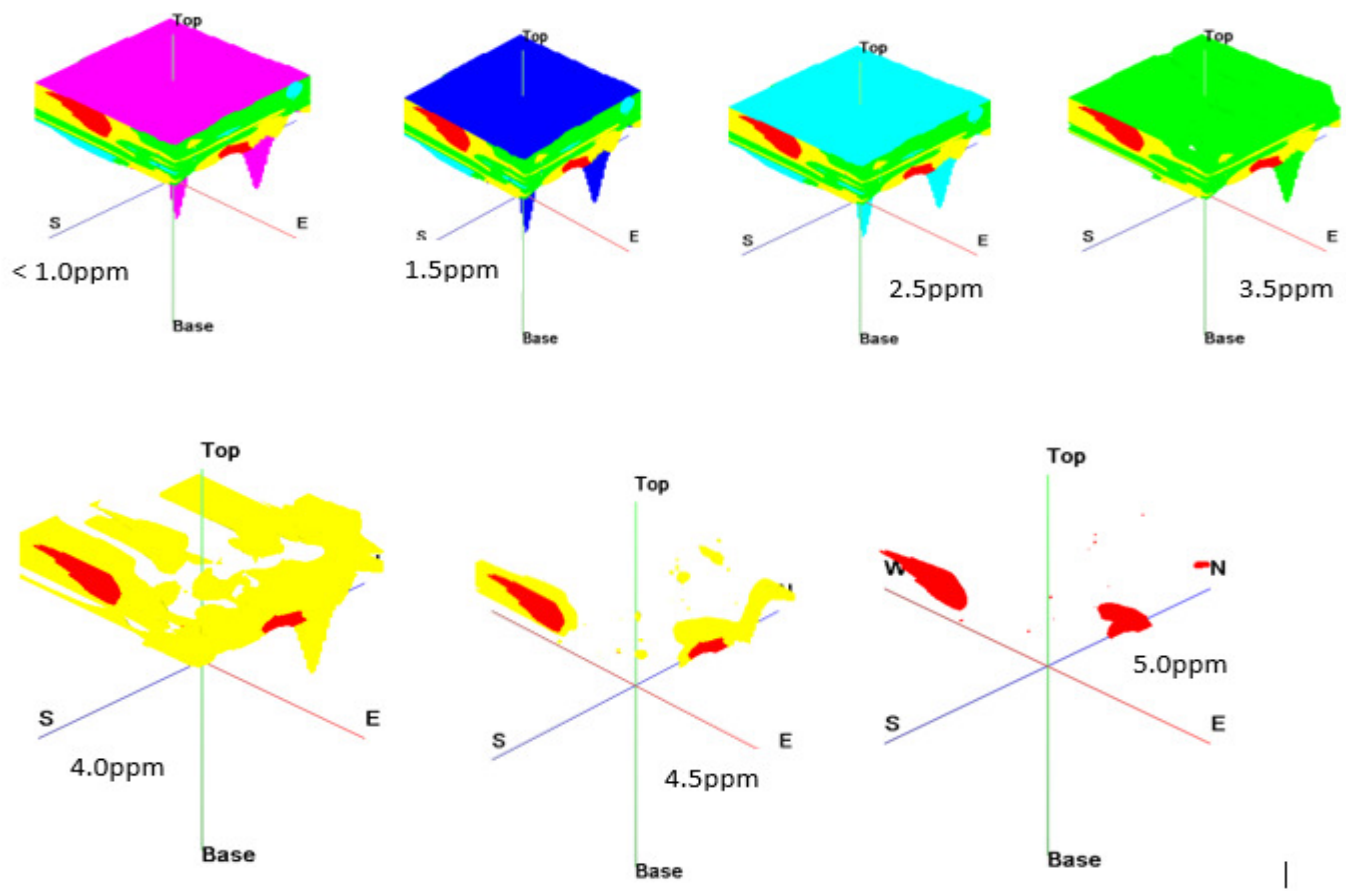 Top
S
E
< 1.0ppm
Base
Top
S
E
1.5ppm
Base
Top
S
E
2.5ppm
Base
Top
S
E
3.5ppm
Base
Top
S
E
4.0ppm
Base
Top
S
E
4.5ppm
Base
Top
W
N
5.0ppm
S
E
Base